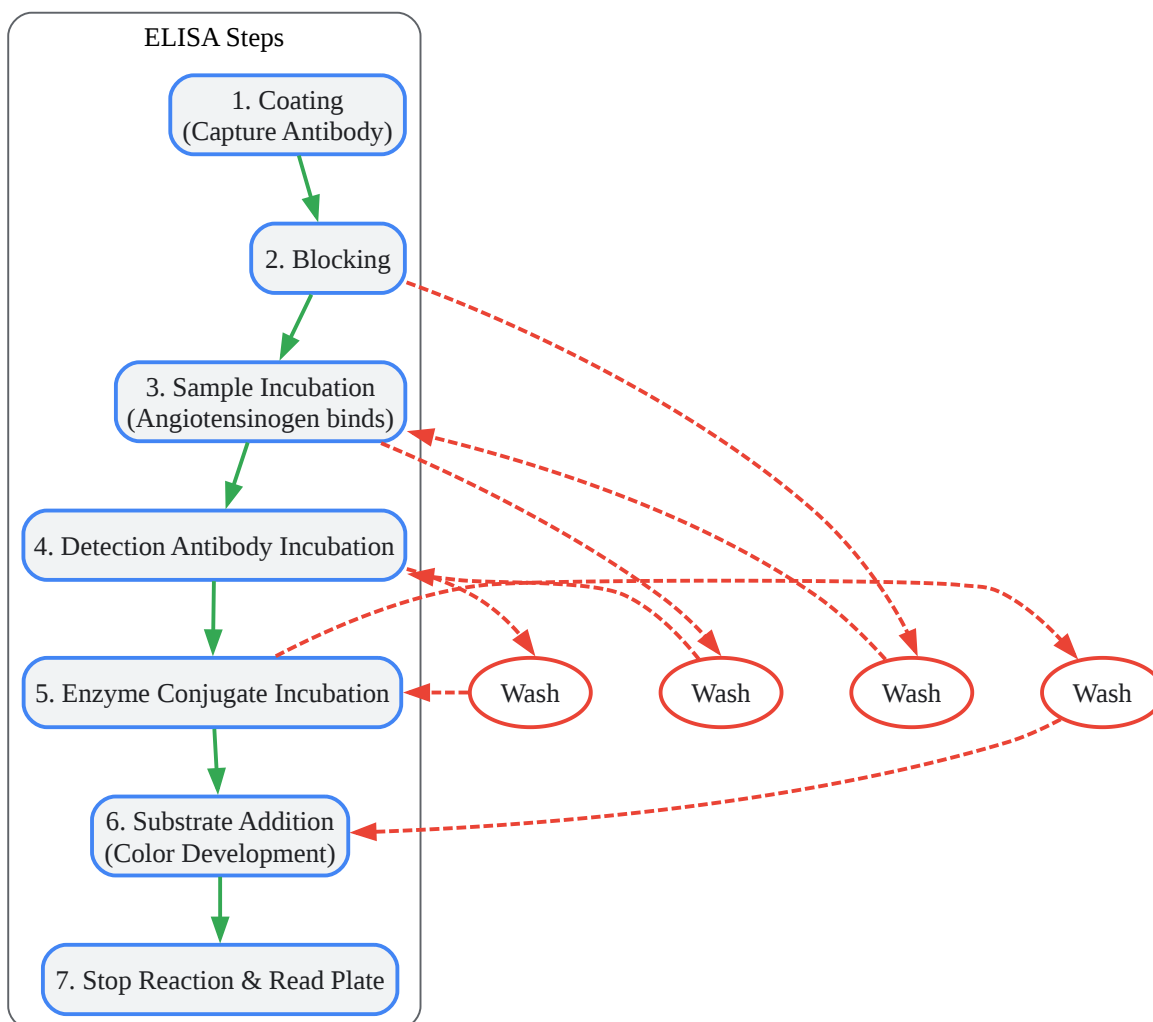 ELISA Steps
1. Coating
(Capture Antibody)
2. Blocking
3. Sample Incubation
(Angiotensinogen binds)
4. Detection Antibody Incubation
5. Enzyme Conjugate Incubation
Wash
Wash
Wash
Wash
6. Substrate Addition
(Color Development)
7. Stop Reaction & Read Plate